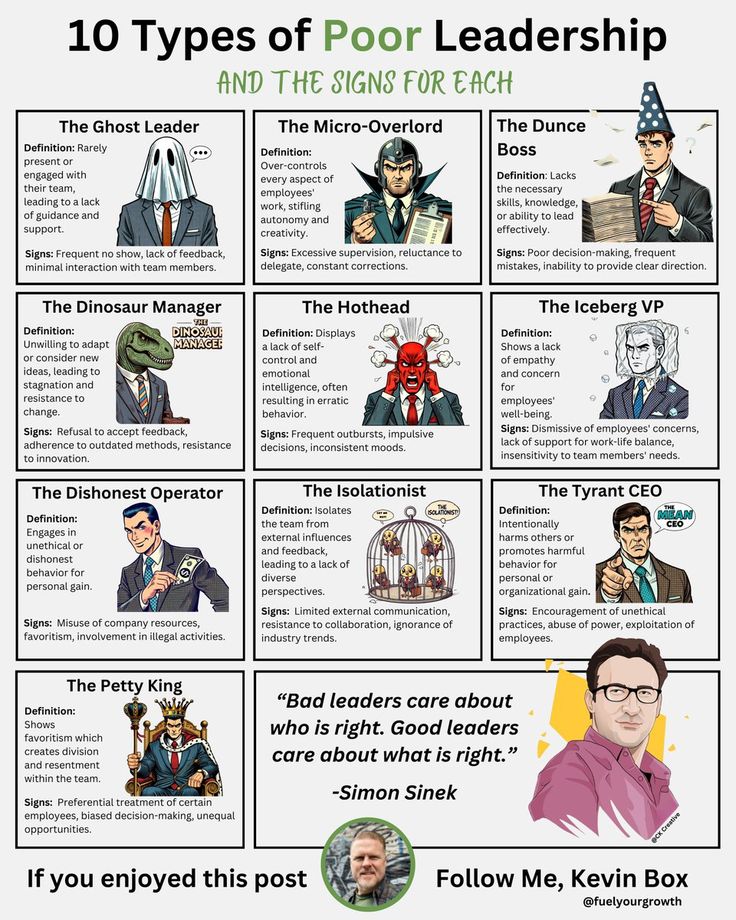 10 Types of Poor Leadership
AND THE SIGNS FOR EACH
The Ghost Leader
Definition: Rarely
present or
engaged with
their team,
leading to a lack
of guidance and
support.
Signs: Frequent no show, lack of feedback,
minimal interaction with team members.
The Micro-Overlord
Definition:
Over-controls
every aspect of
employees'
work, stifling
autonomy and
creativity.
Signs: Excessive supervision, reluctance to
delegate, constant corrections.
The Dunce
Boss
Definition: Lacks
the necessary
skills, knowledge,
or ability to lead
effectively.
Signs: Poor decision-making, frequent
mistakes, inability to provide clear direction.
The Dinosaur Manager
Definition:
Unwilling to adapt
or consider new
ideas, leading to
stagnation and
resistance to
change.
THE
DINOSAUR
MANAGER
Signs: Refusal to accept feedback,
adherence to outdated methods, resistance
to innovation.
The Hothead
Definition: Displays
a lack of self-
control and
emotional
intelligence, often
resulting in erratic
behavior.
Signs: Frequent outbursts, impulsive
decisions, inconsistent moods.
The Iceberg VP
Definition:
Shows a lack
of empathy
and concern
for
employees'
well-being.
Signs: Dismissive of employees' concerns,
lack of support for work-life balance,
insensitivity to team members' needs.
The Dishonest Operator
Definition:
Engages in
unethical or
dishonest
behavior for
personal gain.
$
Signs: Misuse of company resources,
favoritism, involvement in illegal activities.
The Isolationist
Definition: Isolates
the team from
external influences
and feedback,
leading to a lack of
diverse
perspectives.
THE
ISOLATIONIST!
Signs: Limited external communication,
resistance to collaboration, ignorance of
industry trends.
The Tyrant CEO
Definition:
Intentionally
harms others or
promotes harmful
behavior for
personal or
organizational gain.
THE
MEAN
CEO
Signs: Encouragement of unethical
practices, abuse of power, exploitation of
employees.
The Petty King
Definition:
Shows
favoritism which
creates division
and resentment
within the team.
Signs: Preferential treatment of certain
employees, biased decision-making, unequal
opportunities.
“Bad leaders care about
who is right. Good leaders
care about what is right.”
-Simon Sinek
@CK Creative
If you enjoyed this post
Follow Me, Kevin Box
@fuelyourgrowth